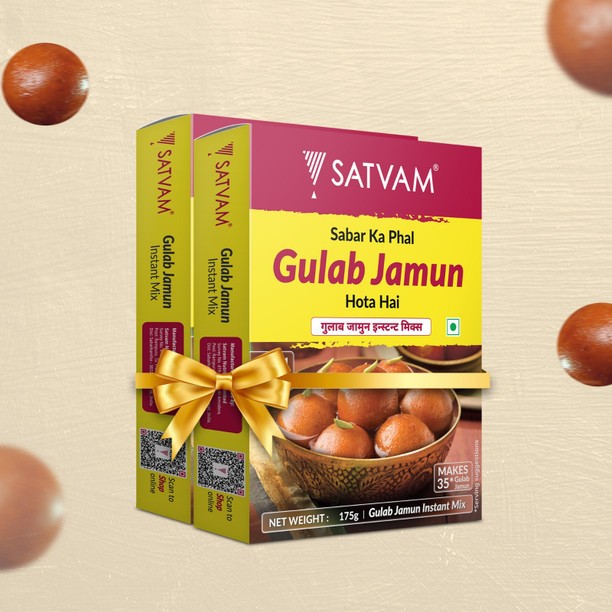 SATVAM®
Gulab Jamun
Instant Mix
Scan to
Shop
online
SATVAM®
Gulab Jamun
Instant Mix
Scan to
Shop
online
SATVAM®
Sabar Ka Phal
Gulab Jamun
Hota Hai
गुलाब जामुन इन्स्टन्ट मिक्स
MAKES
35* Gulab
Jamun
*Serving suggestion
NET WEIGHT : 175g | Gulab Jamun Instant Mix